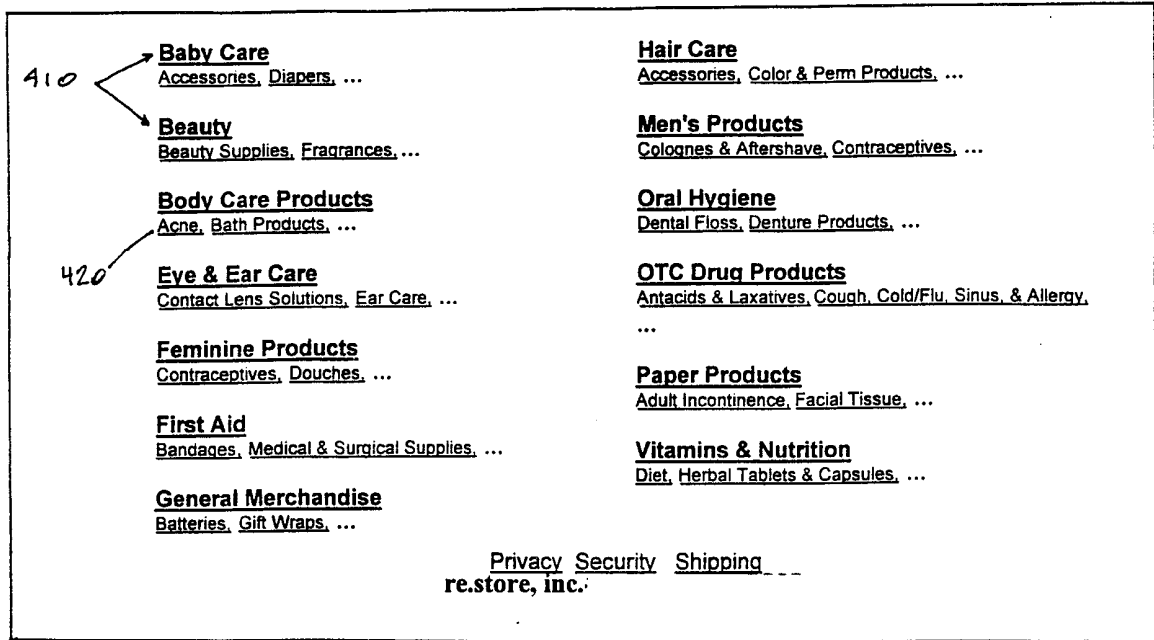 410
Baby Care
Accessories, Diapers, ...
Beauty
Beauty Supplies, Fragrances, ...
Body Care Products
Acne, Bath Products, ...
420
Eye & Ear Care
Contact Lens Solutions, Ear Care, ...
Feminine Products
Contraceptives, Douches, ...
First Aid
Bandages, Medical & Surgical Supplies, ...
General Merchandise
Batteries, Gift Wraps, ...
Hair Care
Accessories, Color & Perm Products, ...
Men's Products
Colognes & Aftershave, Contraceptives, ...
Oral Hygiene
Dental Floss, Denture Products, ...
OTC Drug Products
Antacids & Laxatives, Cough, Cold/Flu, Sinus, & Allergy,
...
Paper Products
Adult Incontinence, Facial Tissue, ...
Vitamins & Nutrition
Diet, Herbal Tablets & Capsules, ...
Privacy Security Shipping
re.store, inc.